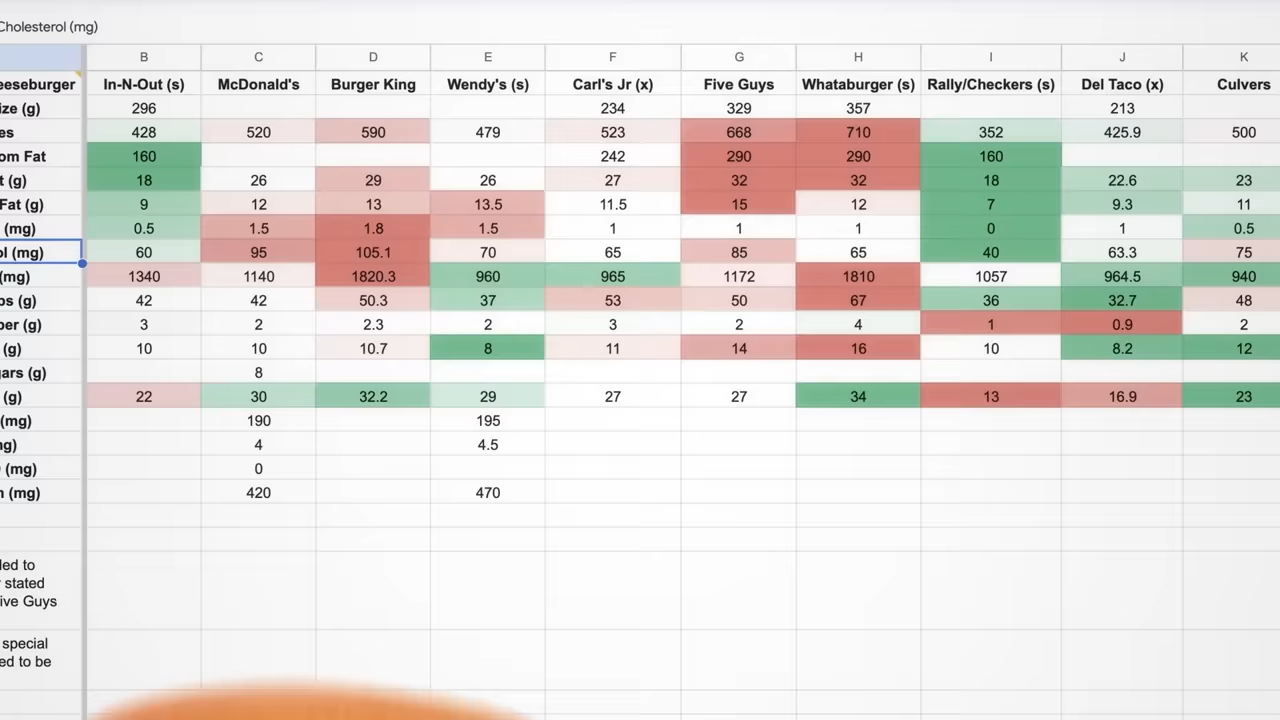 Cholesterol (mg)
B C D E F G H I J K
eeseburger In-N-Out (s) McDonald's Burger King Wendy's (s) Carl's Jr (x) Five Guys Whataburger (s) Rally/Checkers (s) Del Taco (x) Culvers
ize (g) 296 234 329 357 213
es 428 520 590 479 523 668 710 352 425.9 500
om Fat 160 242 290 290 160
t (g) 18 26 29 26 27 32 32 18 22.6 23
Fat (g) 9 12 13 13.5 11.5 15 12 7 9.3 11
(mg) 0.5 1.5 1.8 1.5 1 1 1 0 1 0.5
ol (mg) 60 95 105.1 70 65 85 65 40 63.3 75
(mg) 1340 1140 1820.3 960 965 1172 1810 1057 964.5 940
bs (g) 42 42 50.3 37 53 50 67 36 32.7 48
ber (g) 3 2 2.3 2 3 2 4 1 0.9 2
(g) 10 10 10.7 8 11 14 16 10 8.2 12
gars (g) 8
(g) 22 30 32.2 29 27 27 34 13 16.9 23
(mg) 190 195
ng) 4 4.5
(mg) 0
n (mg) 420 470
led to
stated
ive Guys
special
ed to be